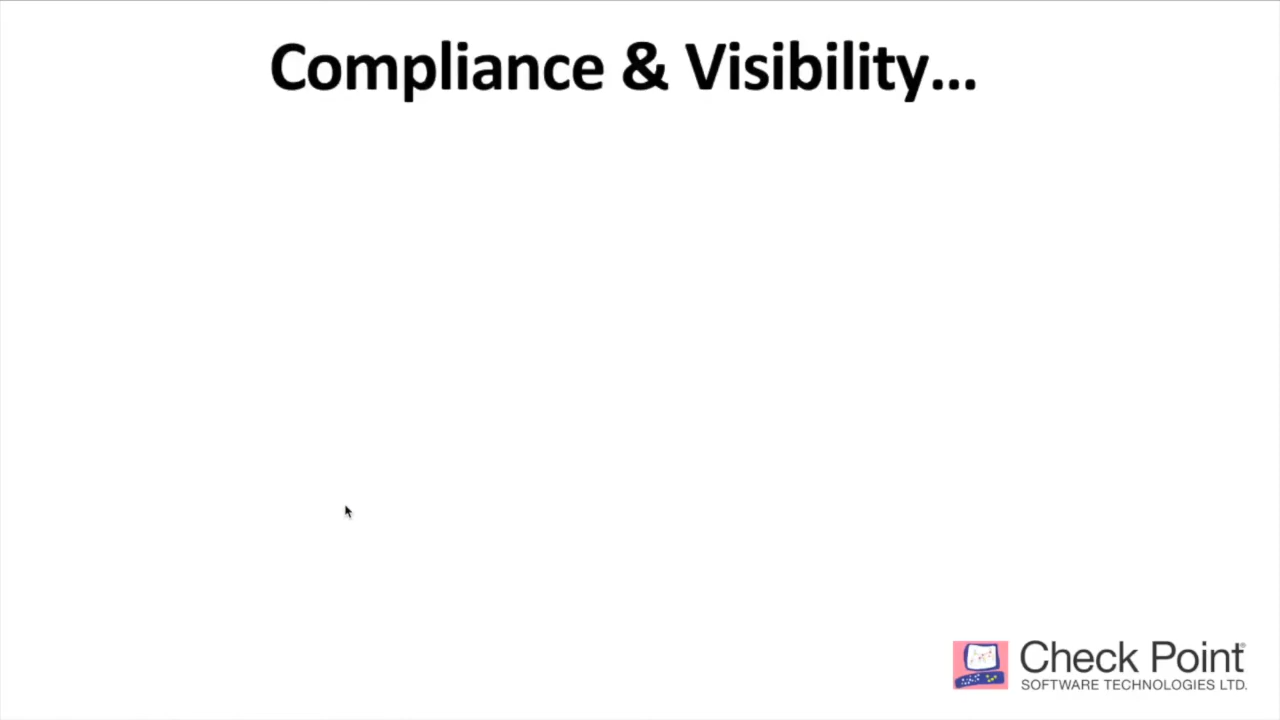 Compliance & Visibility...
Check Point®
SOFTWARE TECHNOLOGIES LTD.